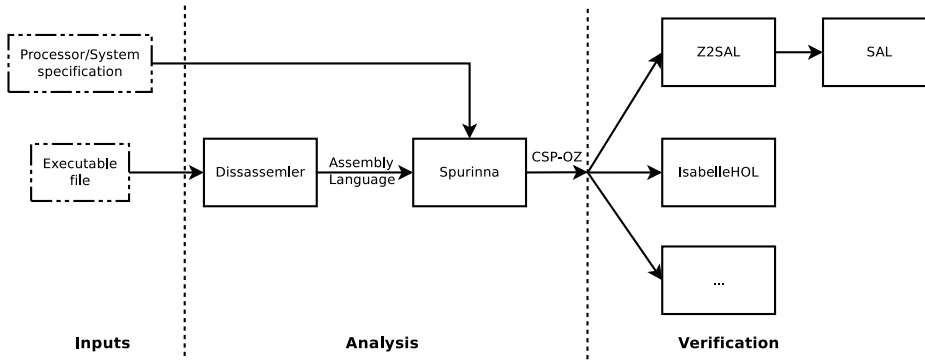 Processor/System
specification
Z2SAL
SAL
Executable
file
Dissassemler
Assembly
Language
Spurinna
CSP-OZ
IsabelleHOL
...
Inputs
Analysis
Verification